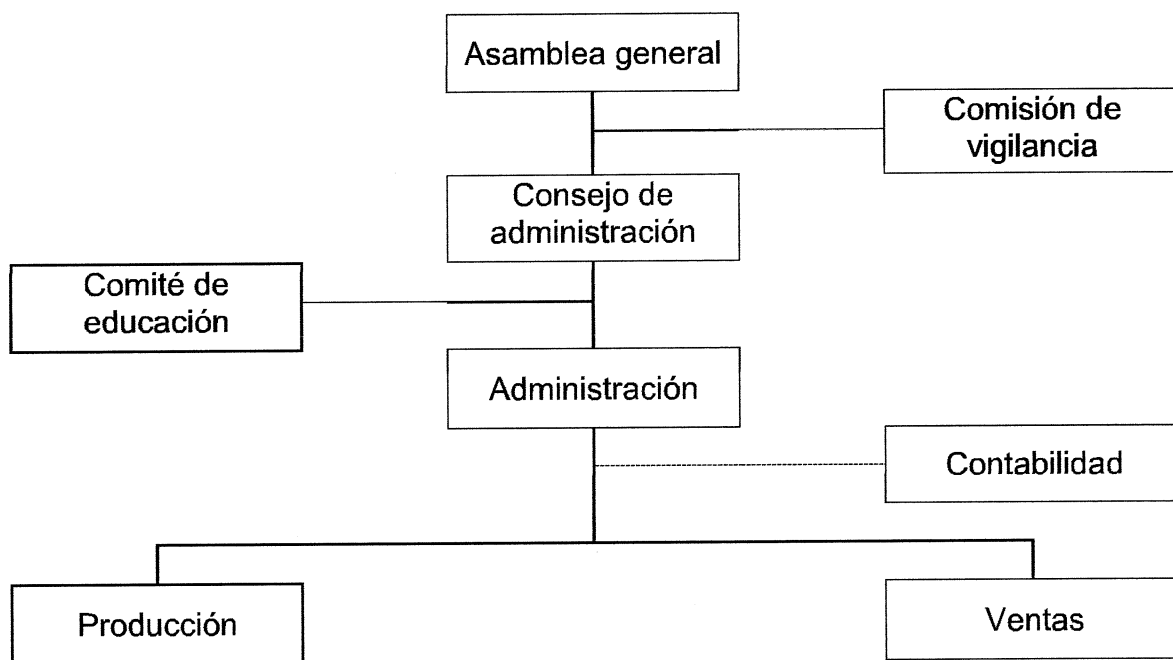 Asamblea general
Comisión de
vigilancia
Consejo de
administración
Comité de
educación
Administración
Contabilidad
Producción
Ventas